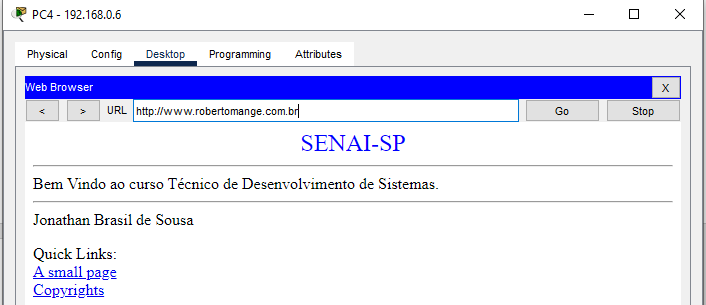 PC4 - 192.168.0.6
Physical Config Desktop Programming Attributes
Web Browser X
< > URL http://www.robertomange.com.br Go Stop
SENAI-SP
Bem Vindo ao curso Técnico de Desenvolvimento de Sistemas.
Jonathan Brasil de Sousa
Quick Links:
A small page
Copyrights